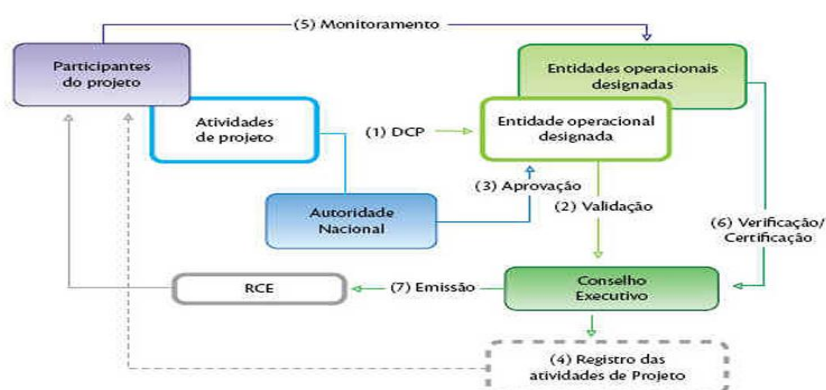 (5) Monitoramento
Participantes
do projeto
Entidades operacionais
designadas
Atividades
de projeto
(1) DCP
Entidade operacional
designada
(3) Aprovação
(2) Validação
Autoridade
Nacional
(6) Verificação/
Certificação
RCE
(7) Emissão
Conselho
Executivo
(4) Registro das
atividades de Projeto